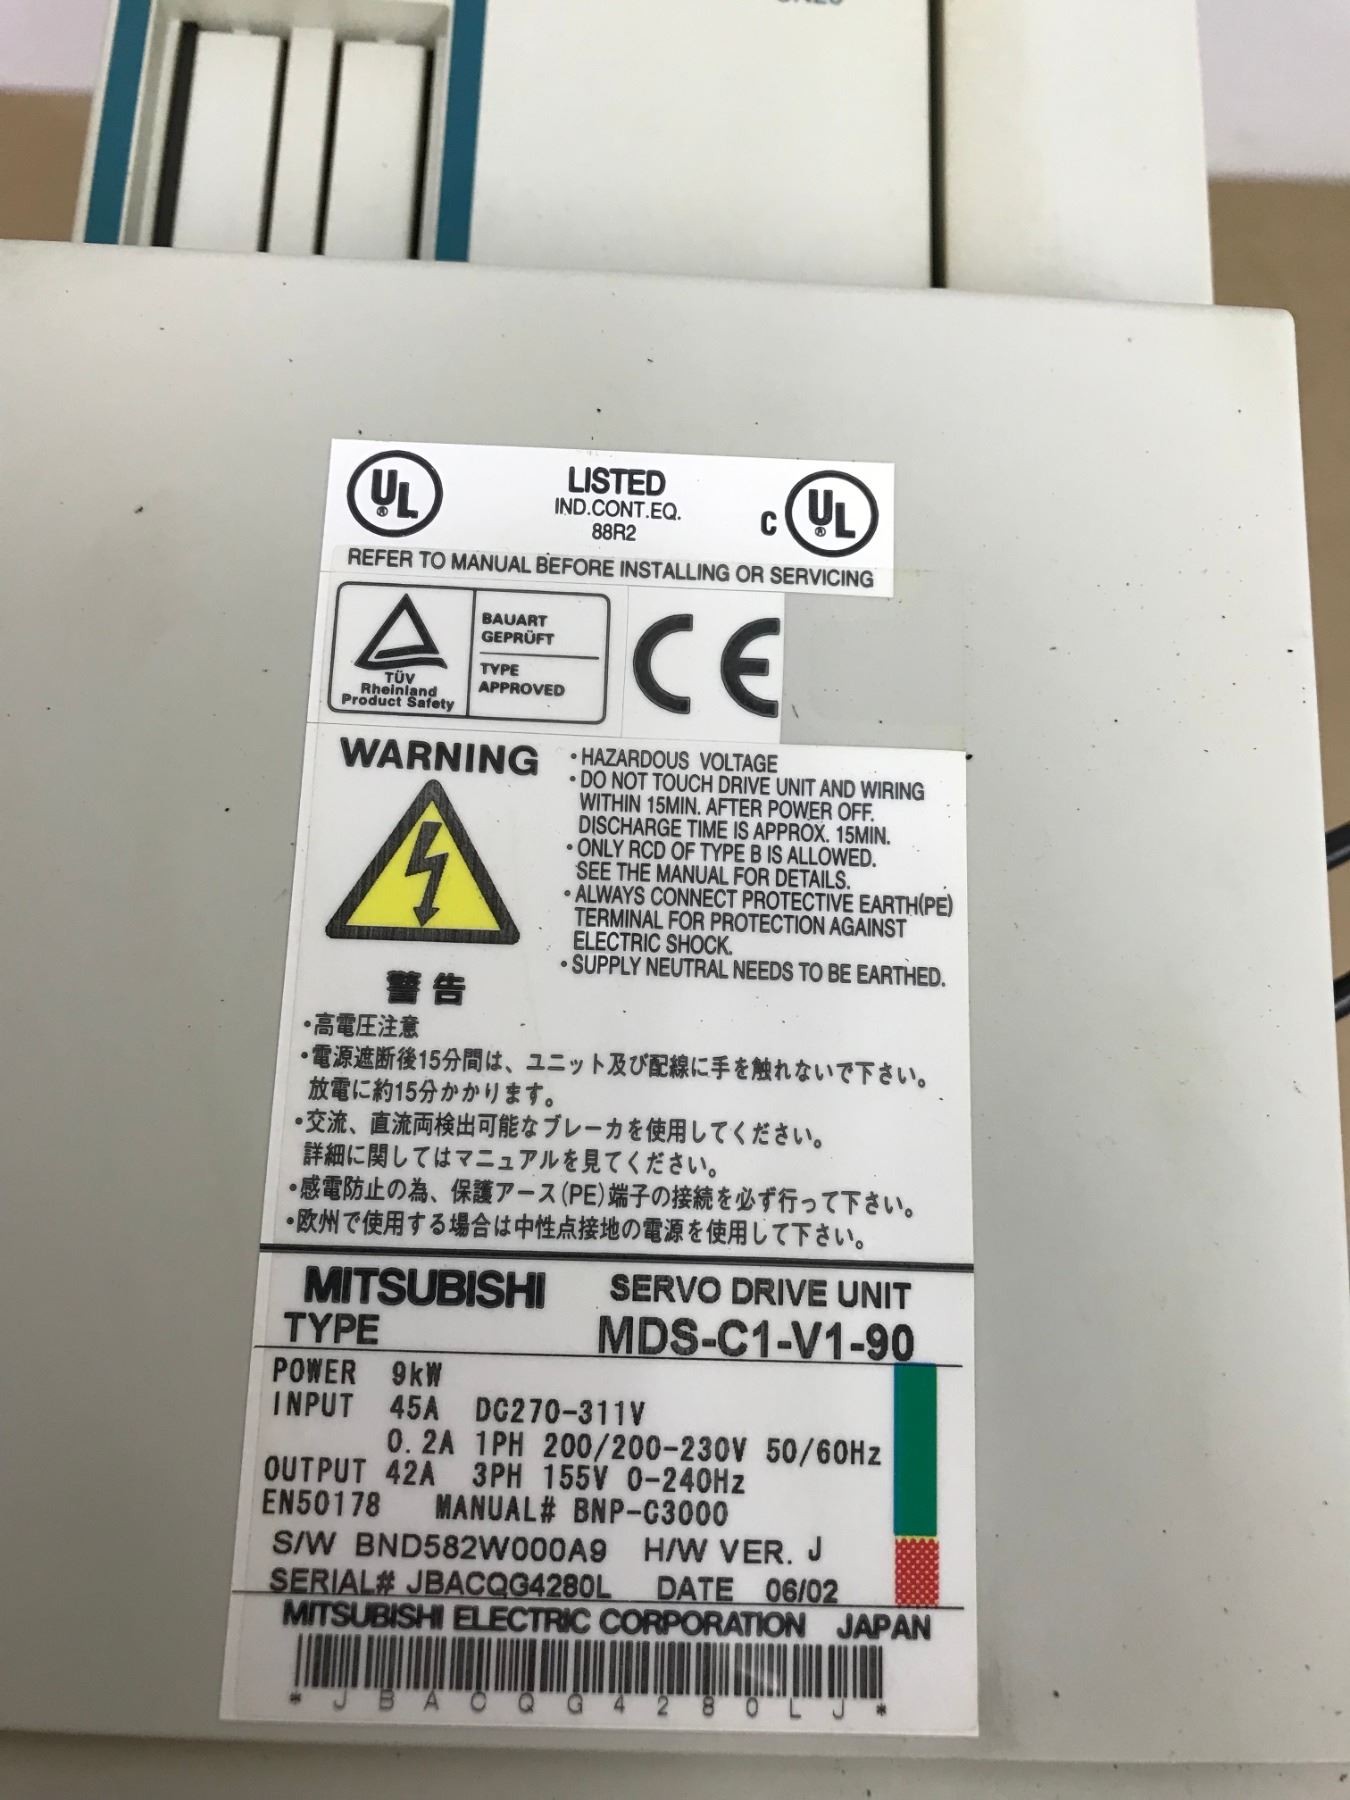 UL
LISTED
IND.CONT.EQ.
88R2
C UL
REFER TO MANUAL BEFORE INSTALLING OR SERVICING
TÜV
Rheinland
Product Safety
BAUART
GEPRÜFT
TYPE
APPROVED
CE
WARNING
・HAZARDOUS VOLTAGE
・DO NOT TOUCH DRIVE UNIT AND WIRING
WITHIN 15MIN. AFTER POWER OFF.
DISCHARGE TIME IS APPROX. 15MIN.
・ONLY RCD OF TYPE B IS ALLOWED.
SEE THE MANUAL FOR DETAILS.
・ALWAYS CONNECT PROTECTIVE EARTH(PE)
TERMINAL FOR PROTECTION AGAINST
ELECTRIC SHOCK.
・SUPPLY NEUTRAL NEEDS TO BE EARTHED.
警告
・高電圧注意
・電源遮断後15分間は、ユニット及び配線に手を触れないで下さい。
放電に約15分かかります。
・交流、直流両検出可能なブレーカを使用してください。
詳細に関してはマニュアルを見てください。
・感電防止の為、保護アース(PE)端子の接続を必ず行って下さい。
・欧州で使用する場合は中性点接地の電源を使用して下さい。
MITSUBISHI SERVO DRIVE UNIT
TYPE MDS-C1-V1-90
POWER 9kW
INPUT 45A DC270-311V
0.2A 1PH 200/200-230V 50/60Hz
OUTPUT 42A 3PH 155V 0-240Hz
EN50178 MANUAL# BNP-C3000
S/W BND582W000A9 H/W VER. J
SERIAL# JBACQG4280L DATE 06/02
MITSUBISHI ELECTRIC CORPORATION JAPAN
* J B A C Q G 4 2 8 0 L J *